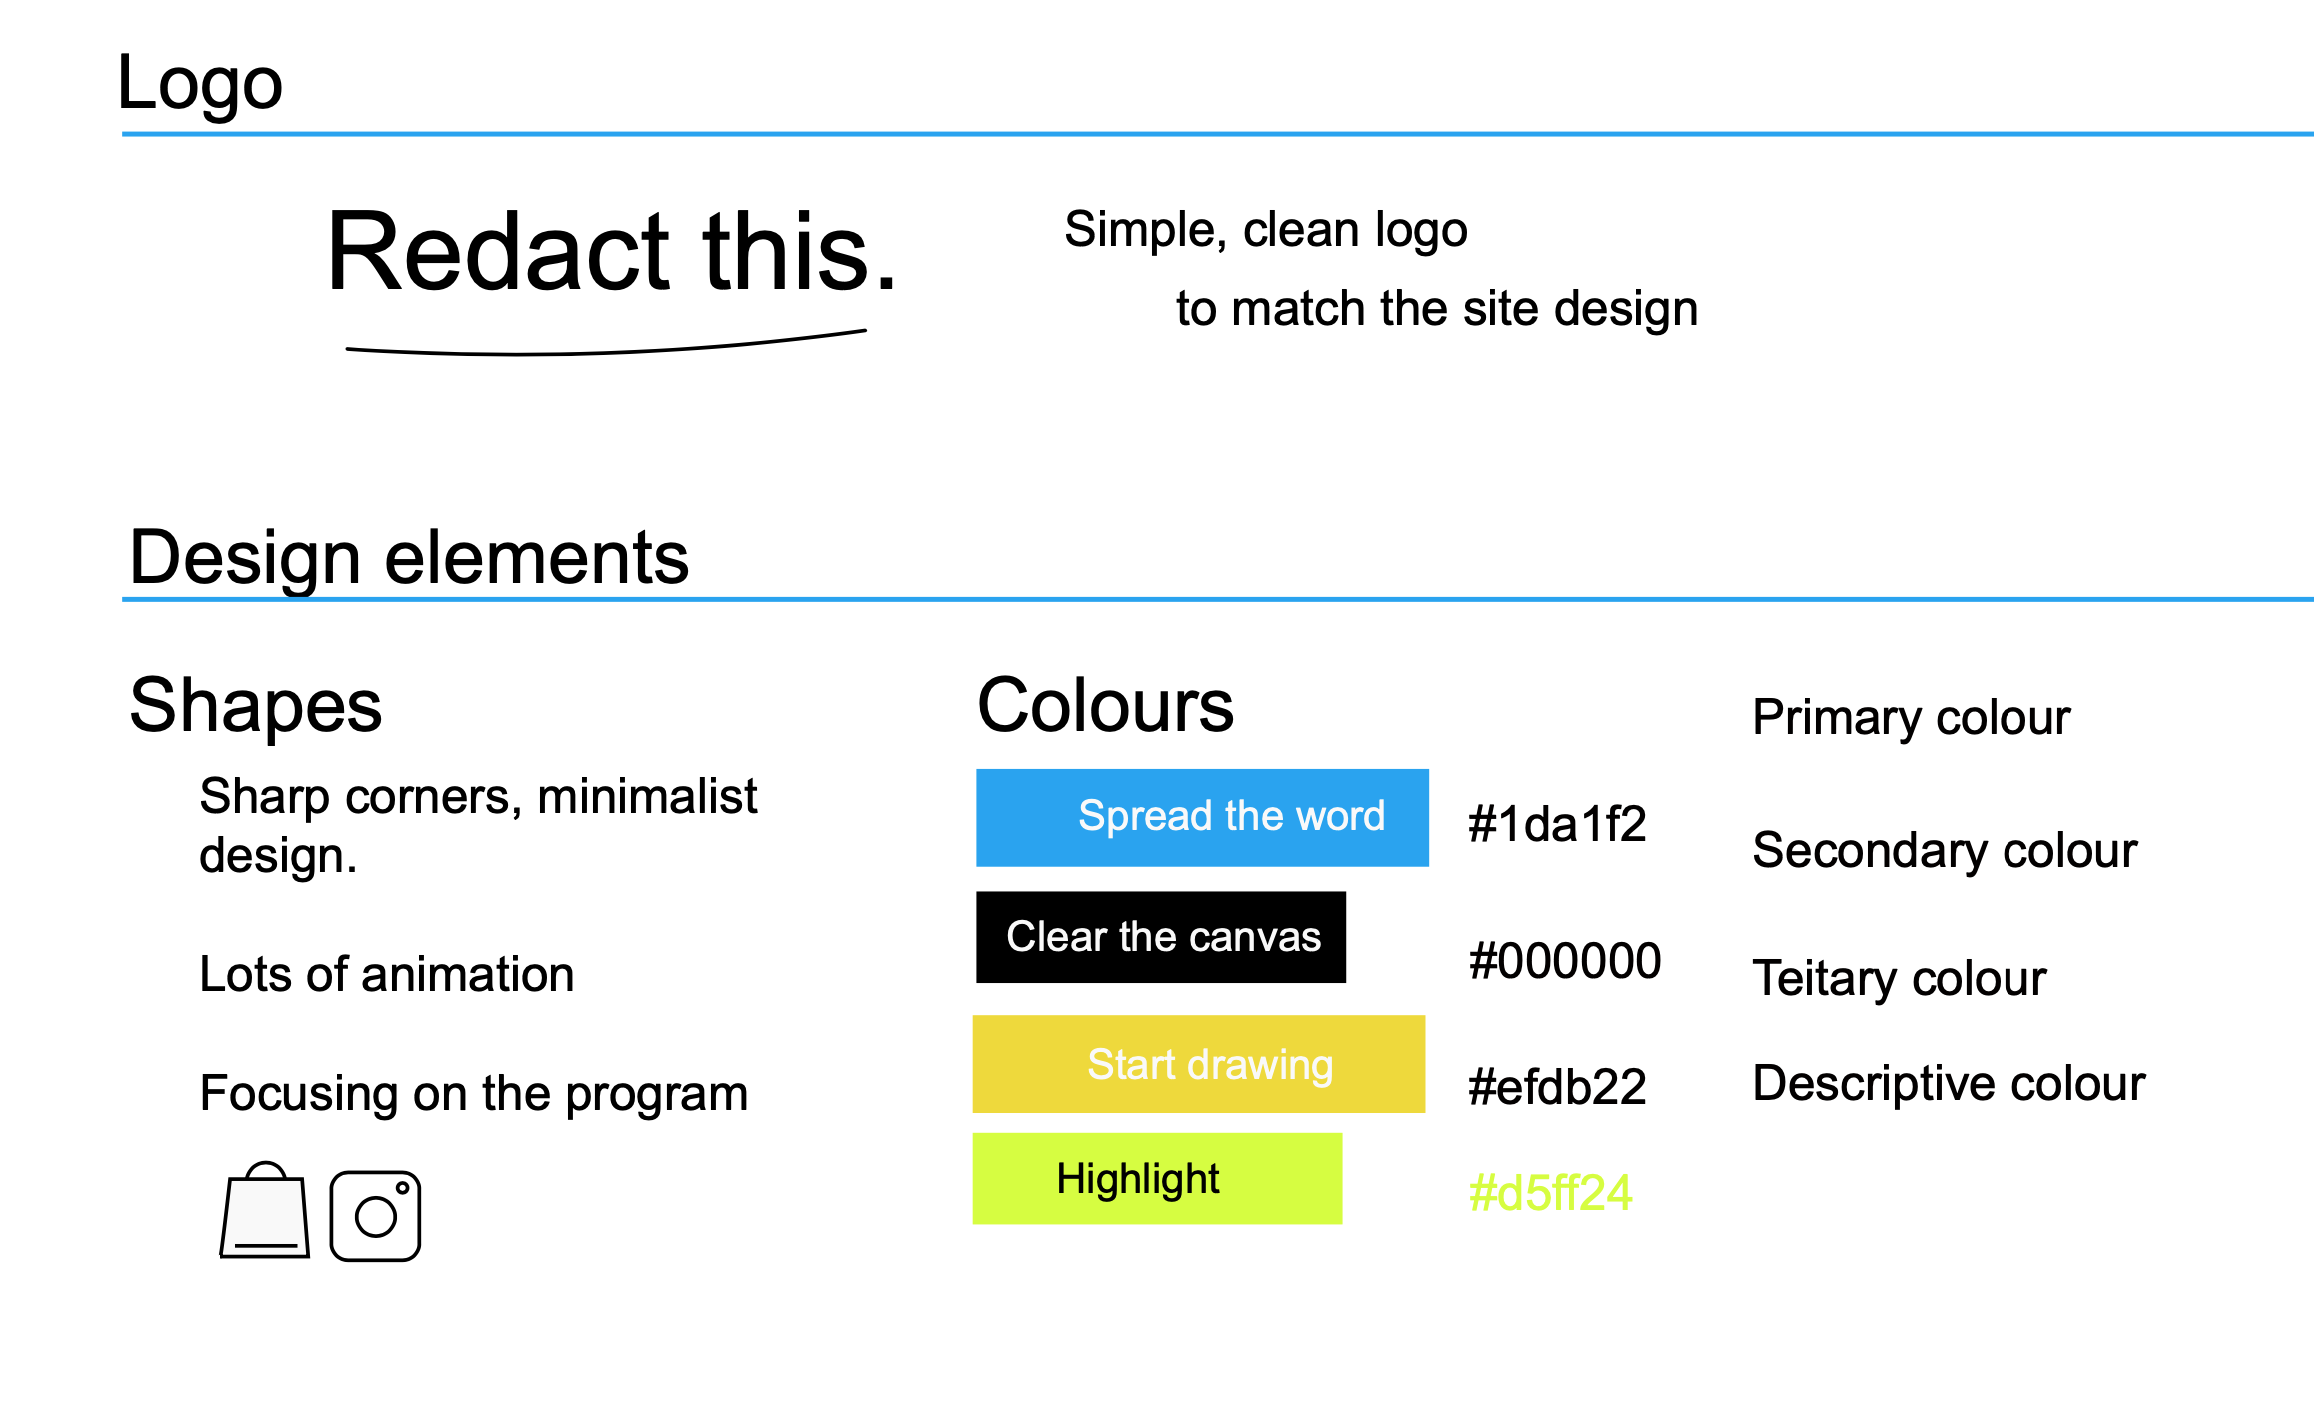 Logo
Redact this.
Simple, clean logo
to match the site design
Design elements
Shapes
Sharp corners, minimalist
design.
Lots of animation
Focusing on the program
Colours
Spread the word
#1da1f2
Clear the canvas
#000000
Start drawing
#efdb22
Highlight
#d5ff24
Primary colour
Secondary colour
Teitary colour
Descriptive colour